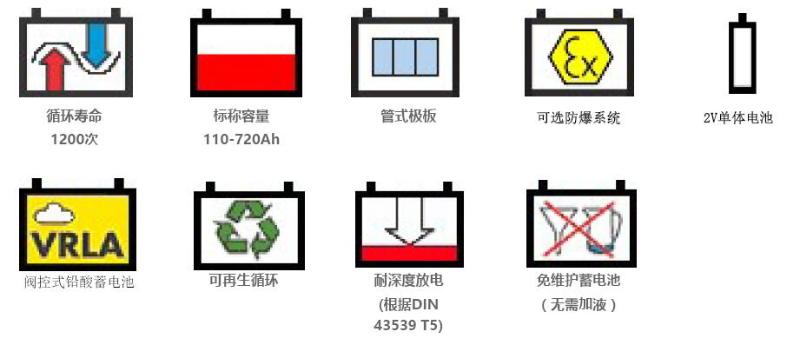 Ex
循环寿命
1200次
标称容量
110-720Ah
管式极板
可选防爆系统
2V单体电池
VRLA
阀控式铅酸蓄电池
可再生循环
耐深度放电
(根据DIN
43539 T5)
免维护蓄电池
（无需加液）